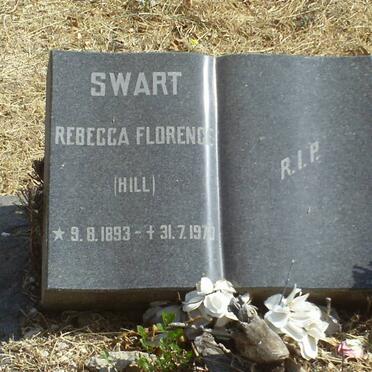 SWART
REBECCA FLORENCE
(HILL)
★ 9.8.1893 – ✝ 31.7.1970
R.I.P.